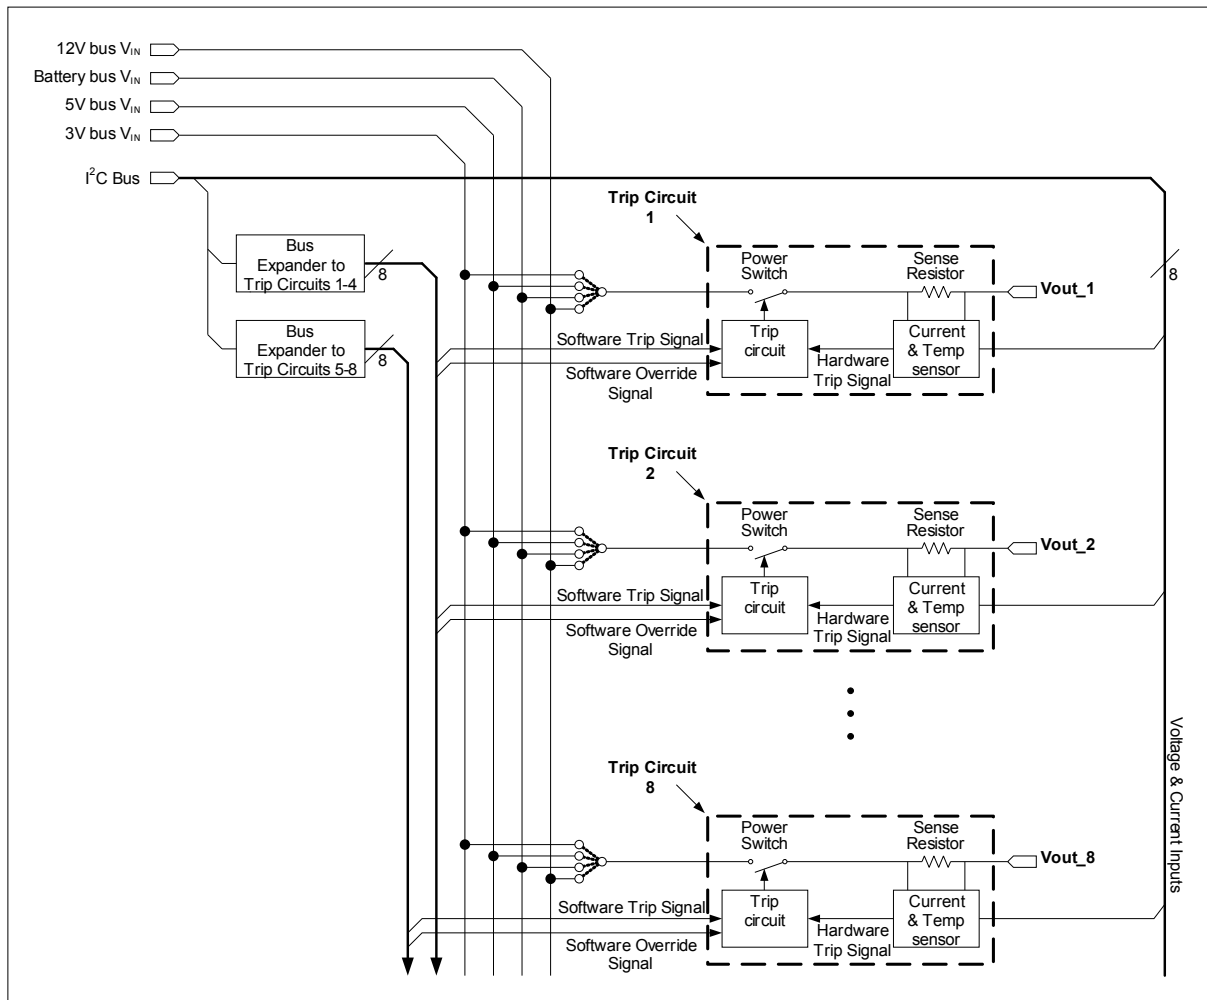 12V bus VIN
Battery bus VIN
5V bus VIN
3V bus VIN
I2C Bus
Bus
Expander to
Trip Circuits 1-4
8
Bus
Expander to
Trip Circuits 5-8
8
Trip Circuit
1
Power
Switch
Sense
Resistor
8
Vout_1
Software Trip Signal
Trip
circuit
Current
& Temp
sensor
Hardware
Trip Signal
Software Override
Signal
Trip Circuit
2
Power
Switch
Sense
Resistor
Vout_2
Software Trip Signal
Trip
circuit
Current
& Temp
sensor
Hardware
Trip Signal
Software Override
Signal
Voltage & Current Inputs
Trip Circuit
8
Power
Switch
Sense
Resistor
Vout_8
Software Trip Signal
Trip
circuit
Current
& Temp
sensor
Hardware
Trip Signal
Software Override
Signal